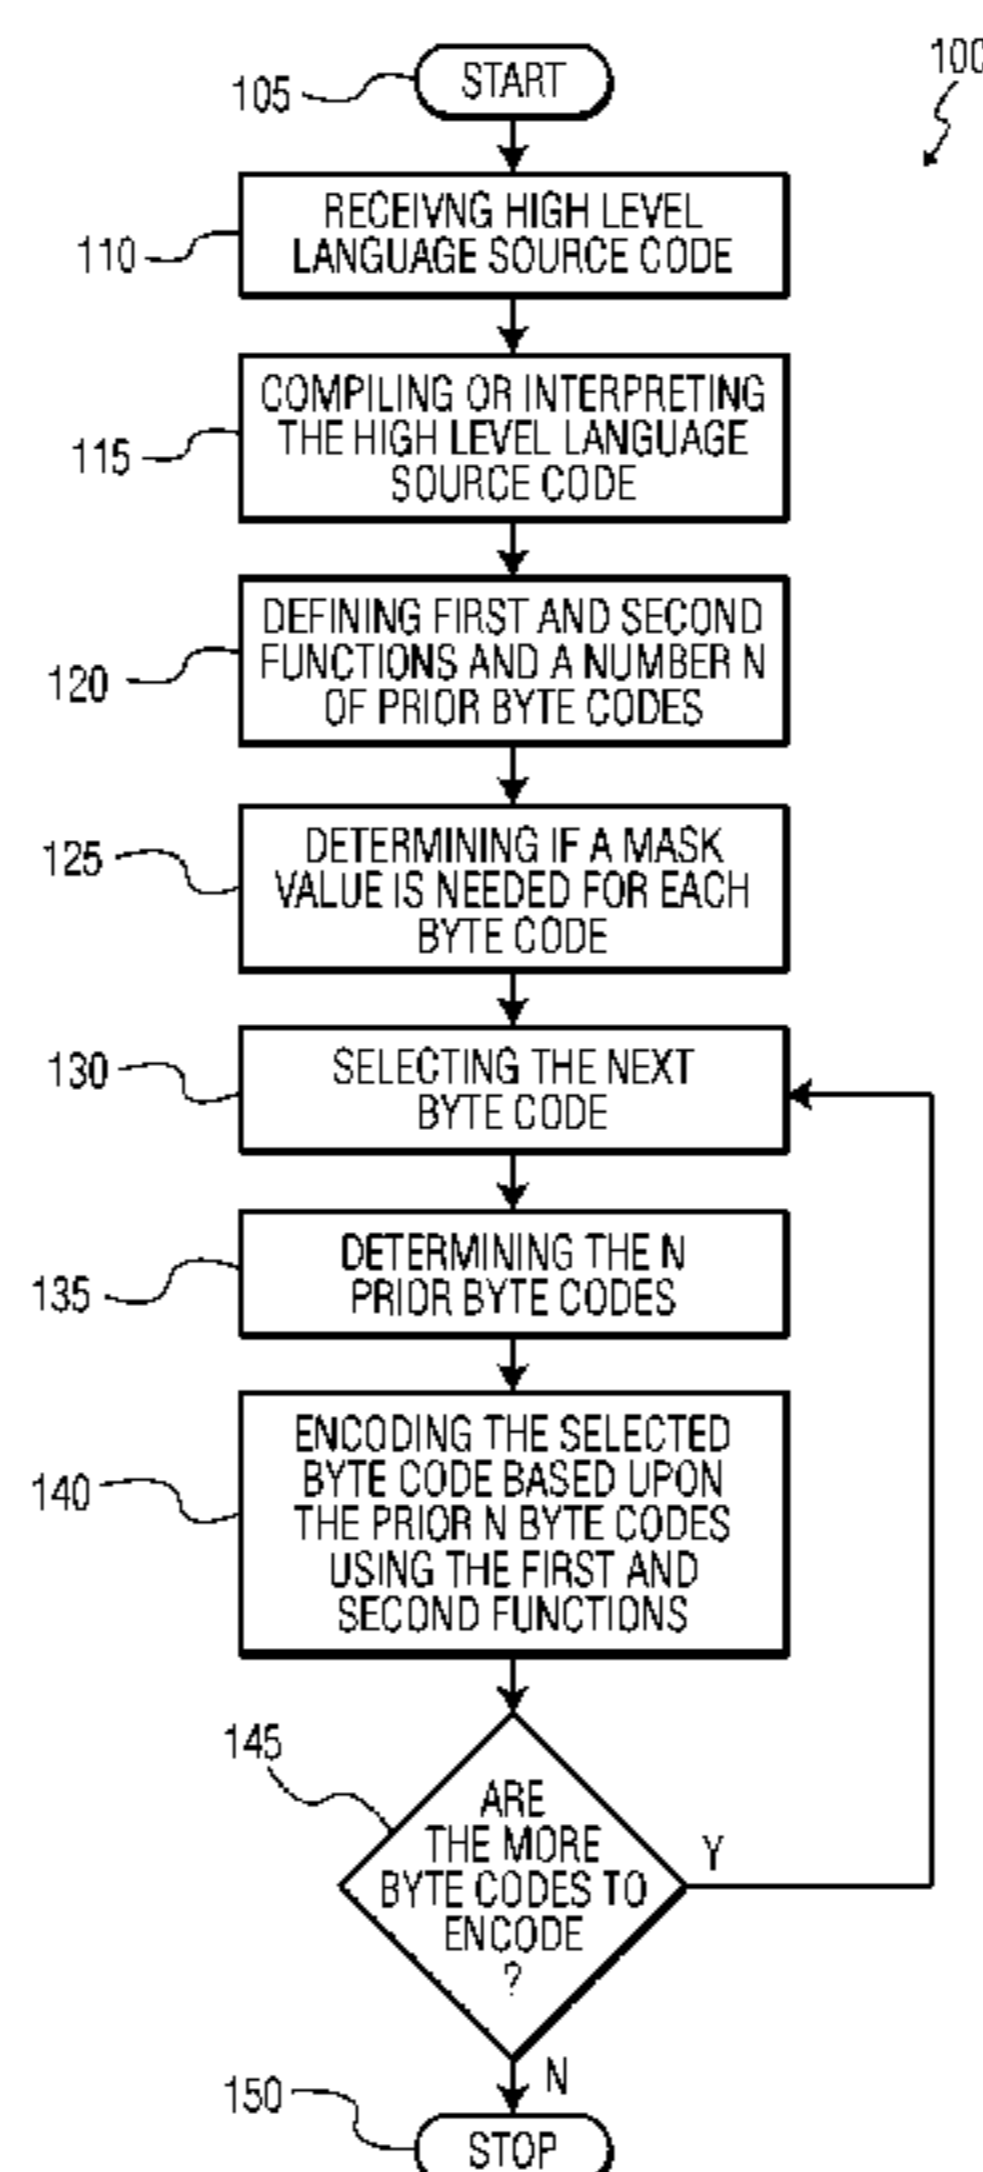 100
105
START
110
RECEIVNG HIGH LEVEL
LANGUAGE SOURCE CODE
115
COMPILING OR INTERPRETING
THE HIGH LEVEL LANGUAGE
SOURCE CODE
120
DEFINING FIRST AND SECOND
FUNCTIONS AND A NUMBER N
OF PRIOR BYTE CODES
125
DETERMINING IF A MASK
VALUE IS NEEDED FOR EACH
BYTE CODE
130
SELECTING THE NEXT
BYTE CODE
135
DETERMINING THE N
PRIOR BYTE CODES
140
ENCODING THE SELECTED
BYTE CODE BASED UPON
THE PRIOR N BYTE CODES
USING THE FIRST AND
SECOND FUNCTIONS
145
ARE
THE MORE
BYTE CODES TO
ENCODE
?
Y
N
150
STOP